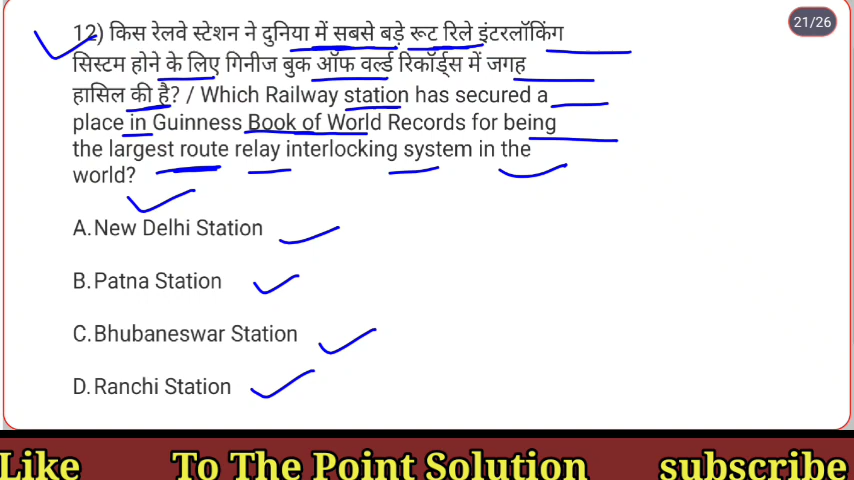 21/26
12) किस रेलवे स्टेशन ने दुनिया में सबसे बड़े रूट रिले इंटरलॉकिंग
सिस्टम होने के लिए गिनीज बुक ऑफ वर्ल्ड रिकॉर्ड्स में जगह
हासिल की है? / Which Railway station has secured a
place in Guinness Book of World Records for being
the largest route relay interlocking system in the
world?
A.New Delhi Station
B.Patna Station
C.Bhubaneswar Station
D.Ranchi Station
Like To The Point Solution subscribe